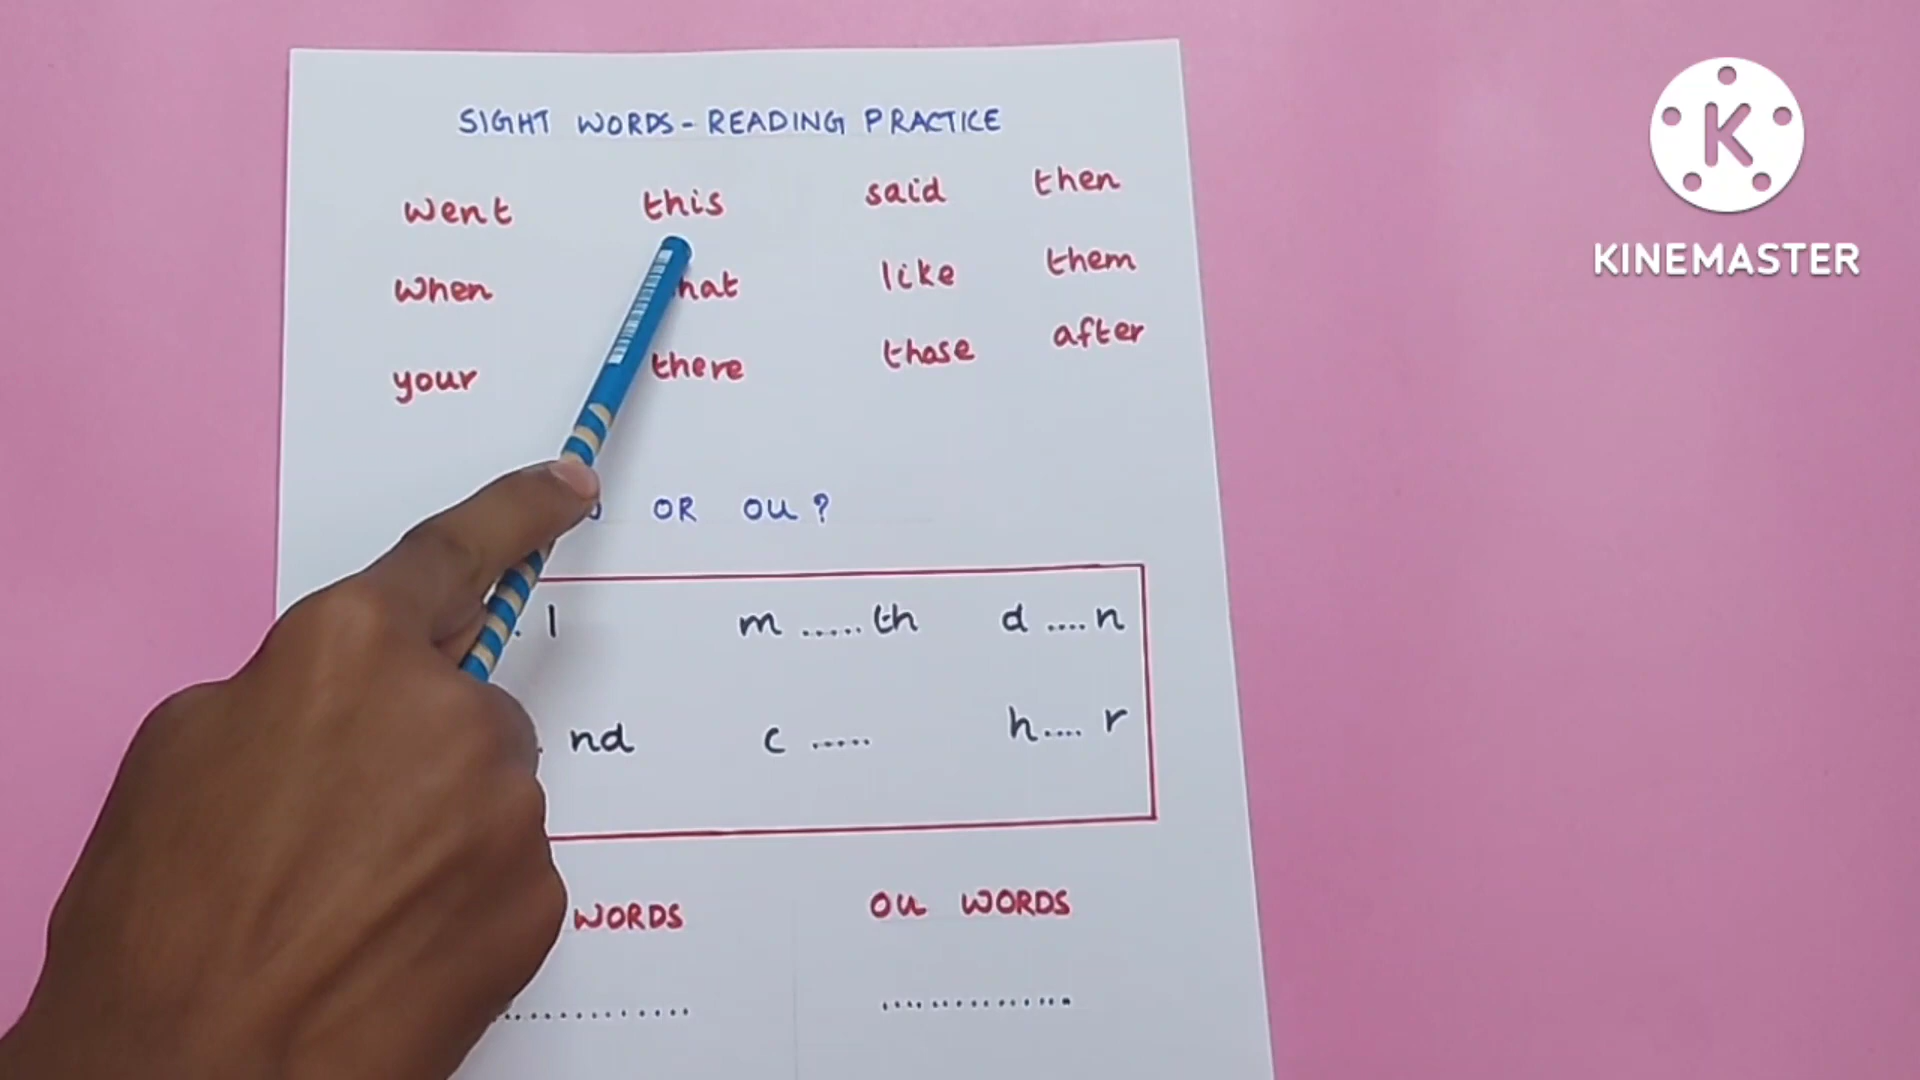 SIGHT WORDS - READING PRACTICE
went this said then
when like them
your there those after
OR OU ?
l m ..... th d .... n
nd c ..... h .... r
WORDS OU WORDS
K
KINEMASTER